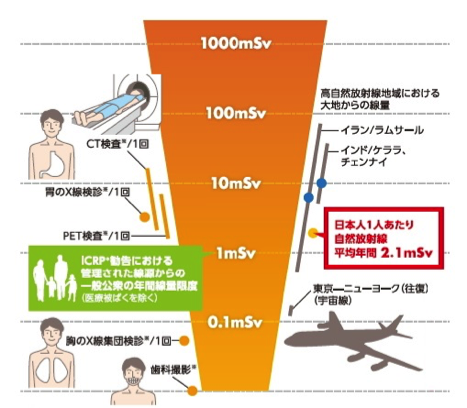 1000mSv
高自然放射線地域における
大地からの線量
100mSv
イラン/ラムサール
CT検査※/1回
インド/ケララ、
チェンナイ
10mSv
胃のX線検診※/1回
日本人1人あたり
自然放射線
平均年間 2.1mSv
PET検査※/1回
1mSv
ICRP※勧告における
管理された線源からの
一般公衆の年間線量限度
(医療被ばくを除く)
東京―ニューヨーク(往復)
(宇宙線)
0.1mSv
胸のX線集団検診※/1回
歯科撮影※